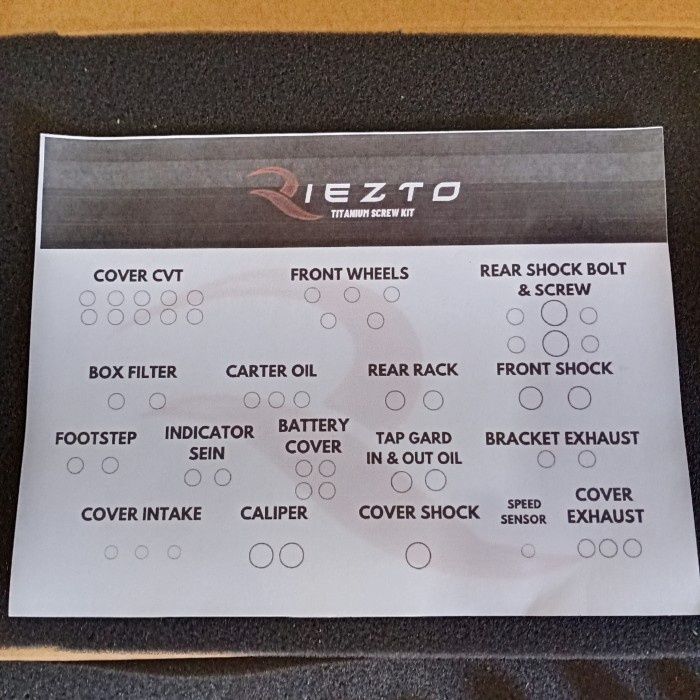 RIEZTO
TITANIUM SCREW KIT
COVER CVT
FRONT WHEELS
REAR SHOCK BOLT
& SCREW
BOX FILTER
CARTER OIL
REAR RACK
FRONT SHOCK
FOOTSTEP
INDICATOR
SEIN
BATTERY
COVER
TAP GARD
IN & OUT OIL
BRACKET EXHAUST
COVER INTAKE
CALIPER
COVER SHOCK
SPEED
SENSOR
COVER
EXHAUST